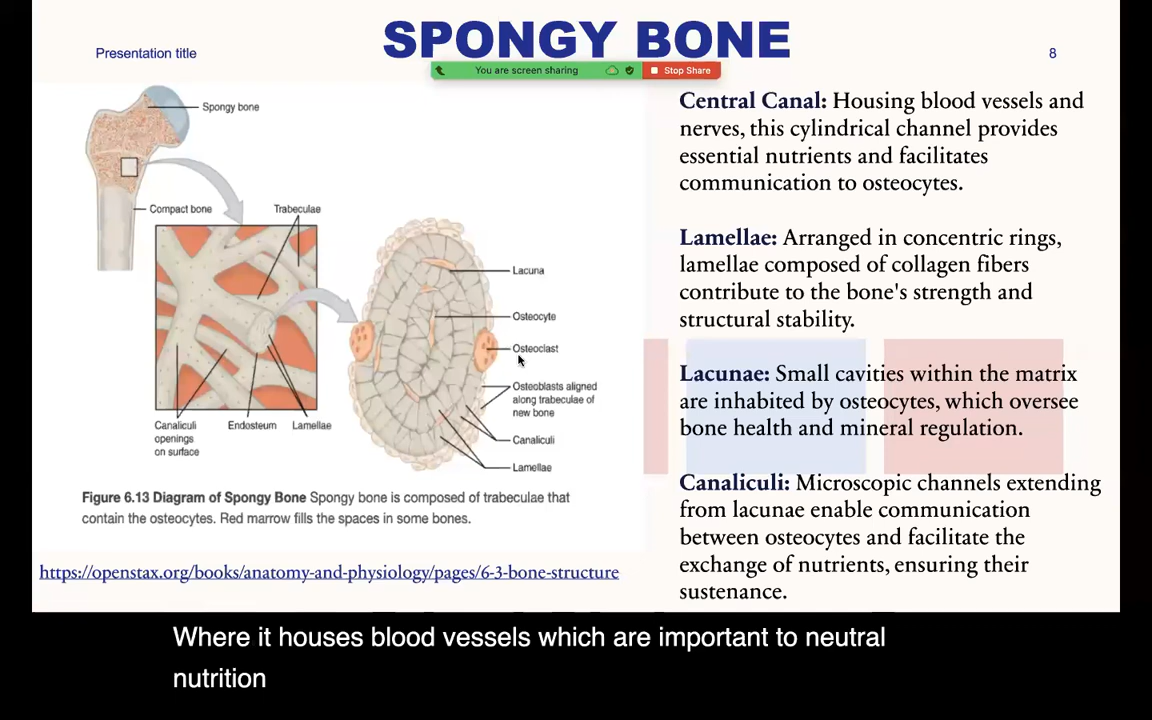 Presentation title
SPONGY BONE
8
You are screen sharing
Stop Share
Spongy bone
Compact bone
Trabeculae
Canaliculi
openings
on surface
Endosteum
Lamellae
Lacuna
Osteocyte
Osteoclast
Osteoblasts aligned
along trabeculae of
new bone
Canaliculi
Lamellae
Figure 6.13 Diagram of Spongy Bone Spongy bone is composed of trabeculae that
contain the osteocytes. Red marrow fills the spaces in some bones.
https://openstax.org/books/anatomy-and-physiology/pages/6-3-bone-structure
Central Canal: Housing blood vessels and
nerves, this cylindrical channel provides
essential nutrients and facilitates
communication to osteocytes.
Lamellae: Arranged in concentric rings,
lamellae composed of collagen fibers
contribute to the bone's strength and
structural stability.
Lacunae: Small cavities within the matrix
are inhabited by osteocytes, which oversee
bone health and mineral regulation.
Canaliculi: Microscopic channels extending
from lacunae enable communication
between osteocytes and facilitate the
exchange of nutrients, ensuring their
sustenance.
Where it houses blood vessels which are important to neutral
nutrition